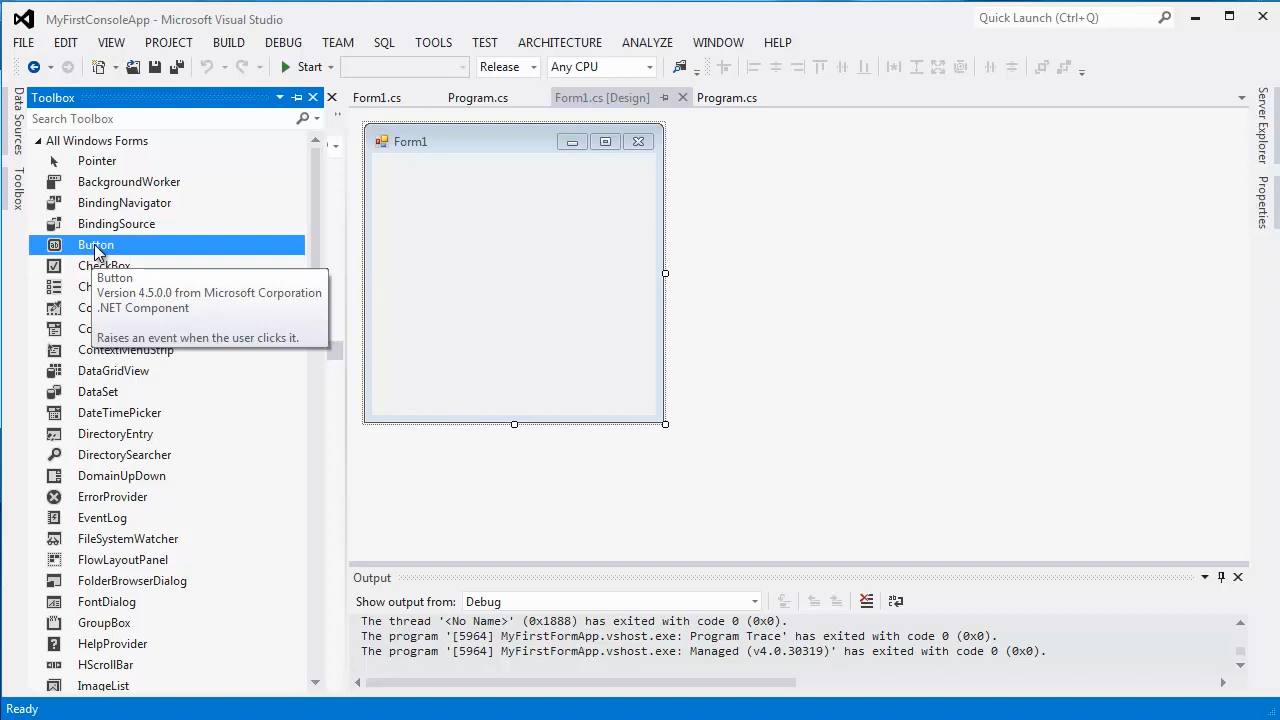 MyFirstConsoleApp - Microsoft Visual Studio
Quick Launch (Ctrl+Q)
FILE EDIT VIEW PROJECT BUILD DEBUG TEAM SQL TOOLS TEST ARCHITECTURE ANALYZE WINDOW HELP
Start Release Any CPU
Data Sources
Toolbox
Toolbox
Search Toolbox
All Windows Forms
Pointer
BackgroundWorker
BindingNavigator
BindingSource
Button
CheckBox
Button
Version 4.5.0.0 from Microsoft Corporation
.NET Component
Raises an event when the user clicks it.
ContextMenuStrip
DataGridView
DataSet
DateTimePicker
DirectoryEntry
DirectorySearcher
DomainUpDown
ErrorProvider
EventLog
FileSystemWatcher
FlowLayoutPanel
FolderBrowserDialog
FontDialog
GroupBox
HelpProvider
HScrollBar
ImageList
Form1.cs Program.cs Form1.cs [Design] Program.cs
Form1
Server Explorer
Properties
Output
Show output from: Debug
The thread '<No Name>' (0x1888) has exited with code 0 (0x0).
The program '[5964] MyFirstFormApp.vshost.exe: Program Trace' has exited with code 0 (0x0).
The program '[5964] MyFirstFormApp.vshost.exe: Managed (v4.0.30319)' has exited with code 0 (0x0).
Ready